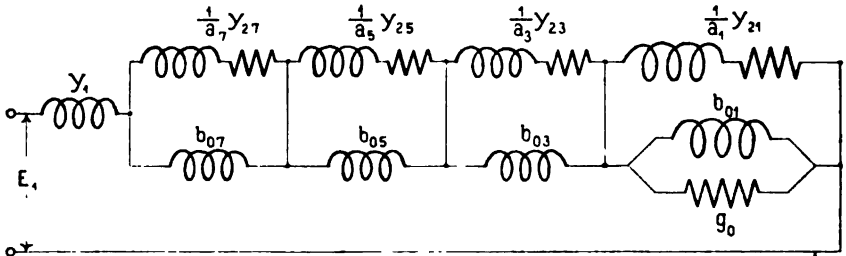 1/a₇ y₂₇ 1/a₅ y₂₅ 1/a₃ y₂₃ 1/a₁ y₂₁
y₁
b₀₇ b₀₅ b₀₃ b₀₁
E₁
g₀